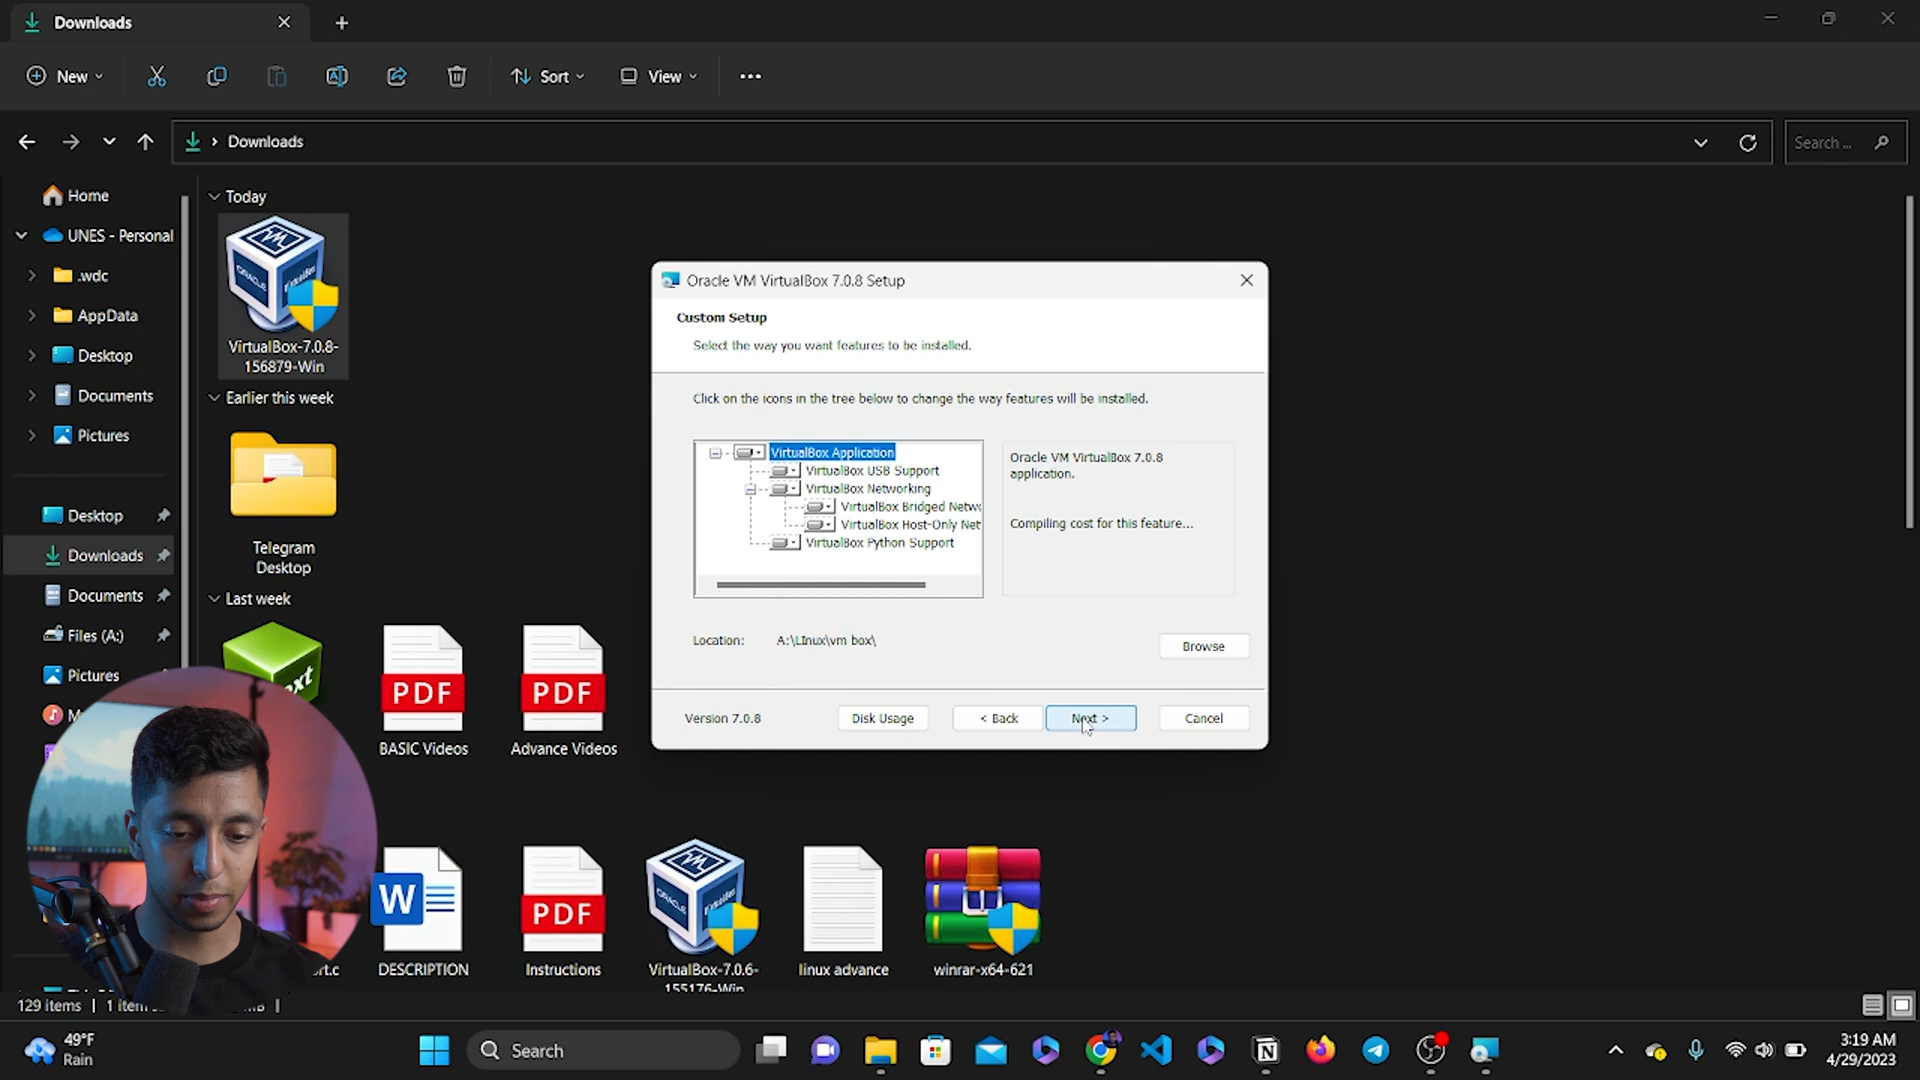 Downloads
New
Sort
View
Downloads
Search ...
Home
UNES - Personal
.wdc
AppData
Desktop
Documents
Pictures
Desktop
Downloads
Documents
Files (A:)
Pictures
Today
VirtualBox-7.0.8-
156879-Win
Earlier this week
Telegram
Desktop
Last week
PDF
BASIC Videos
PDF
Advance Videos
W
DESCRIPTION
PDF
Instructions
VirtualBox-7.0.6-
155176-Win
linux advance
winrar-x64-621
Oracle VM VirtualBox 7.0.8 Setup
Custom Setup
Select the way you want features to be installed.
Click on the icons in the tree below to change the way features will be installed.
VirtualBox Application
VirtualBox USB Support
VirtualBox Networking
VirtualBox Bridged Netw
VirtualBox Host-Only Net
VirtualBox Python Support
Oracle VM VirtualBox 7.0.8
application.
Compiling cost for this feature...
Location:
A:\LInux\vm box\
Browse
Version 7.0.8
Disk Usage
< Back
Next >
Cancel
129 items
1 item
49°F
Rain
Search
3:19 AM
4/29/2023